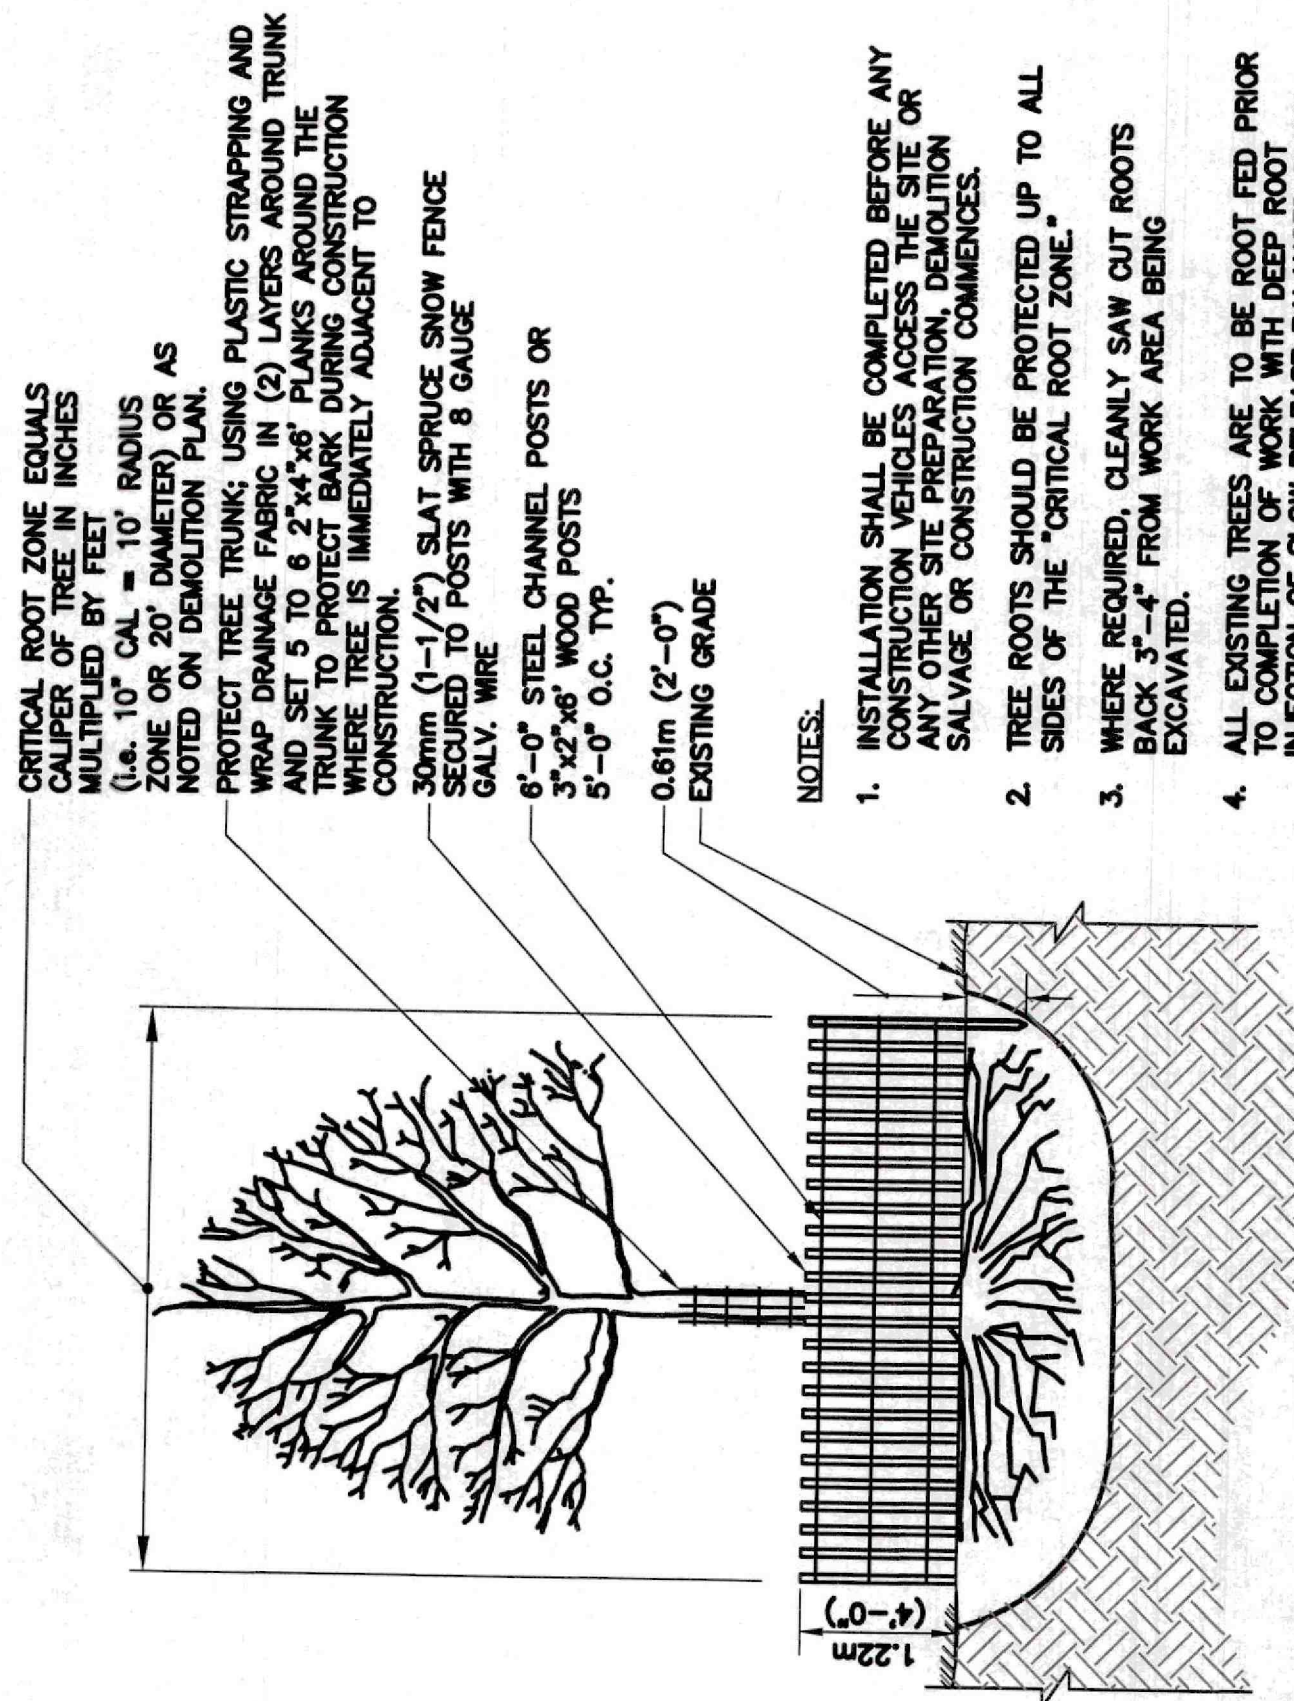 CRITICAL ROOT ZONE EQUALS
CALIPER OF TREE IN INCHES
MULTIPLIED BY FEET
(i.e. 10" CAL = 10' RADIUS
ZONE OR 20' DIAMETER) OR AS
NOTED ON DEMOLITION PLAN.
PROTECT TREE TRUNK; USING PLASTIC STRAPPING AND
WRAP DRAINAGE FABRIC IN (2) LAYERS AROUND TRUNK
AND SET 5 TO 6 2"x4"x6' PLANKS AROUND THE
TRUNK TO PROTECT BARK DURING CONSTRUCTION
WHERE TREE IS IMMEDIATELY ADJACENT TO
CONSTRUCTION.
30mm (1-1/2") SLAT SPRUCE SNOW FENCE
SECURED TO POSTS WITH 8 GAUGE
GALV. WIRE
6'-0" STEEL CHANNEL POSTS OR
3"x2"x6' WOOD POSTS
5'-0" O.C. TYP.
0.61m (2'-0")
EXISTING GRADE
1.22m
(4'-0")
NOTES:
1. INSTALLATION SHALL BE COMPLETED BEFORE ANY
CONSTRUCTION VEHICLES ACCESS THE SITE OR
ANY OTHER SITE PREPARATION, DEMOLITION
SALVAGE OR CONSTRUCTION COMMENCES.
2. TREE ROOTS SHOULD BE PROTECTED UP TO ALL
SIDES OF THE "CRITICAL ROOT ZONE."
3. WHERE REQUIRED, CLEANLY SAW CUT ROOTS
BACK 3"-4" FROM WORK AREA BEING
EXCAVATED.
4. ALL EXISTING TREES ARE TO BE ROOT FED PRIOR
TO COMPLETION OF WORK WITH DEEP ROOT